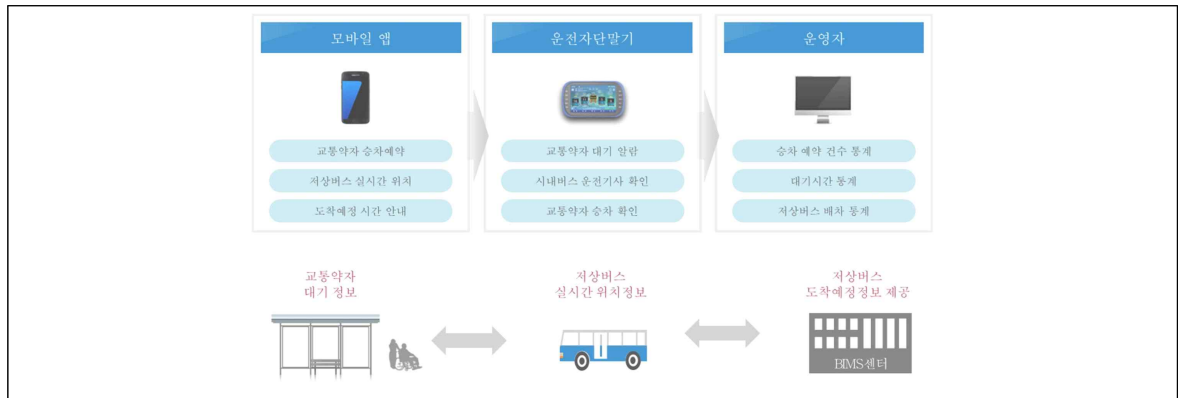 모바일 앱
교통약자 승차예약
저상버스 실시간 위치
도착예정 시간 안내
운전자단말기
교통약자 대기 알람
시내버스 운전기사 확인
교통약자 승차 확인
운영자
승차 예약 건수 통계
대기시간 통계
저상버스 배차 통계
교통약자
대기 정보
저상버스
실시간 위치정보
저상버스
도착예정정보 제공
BIMS센터